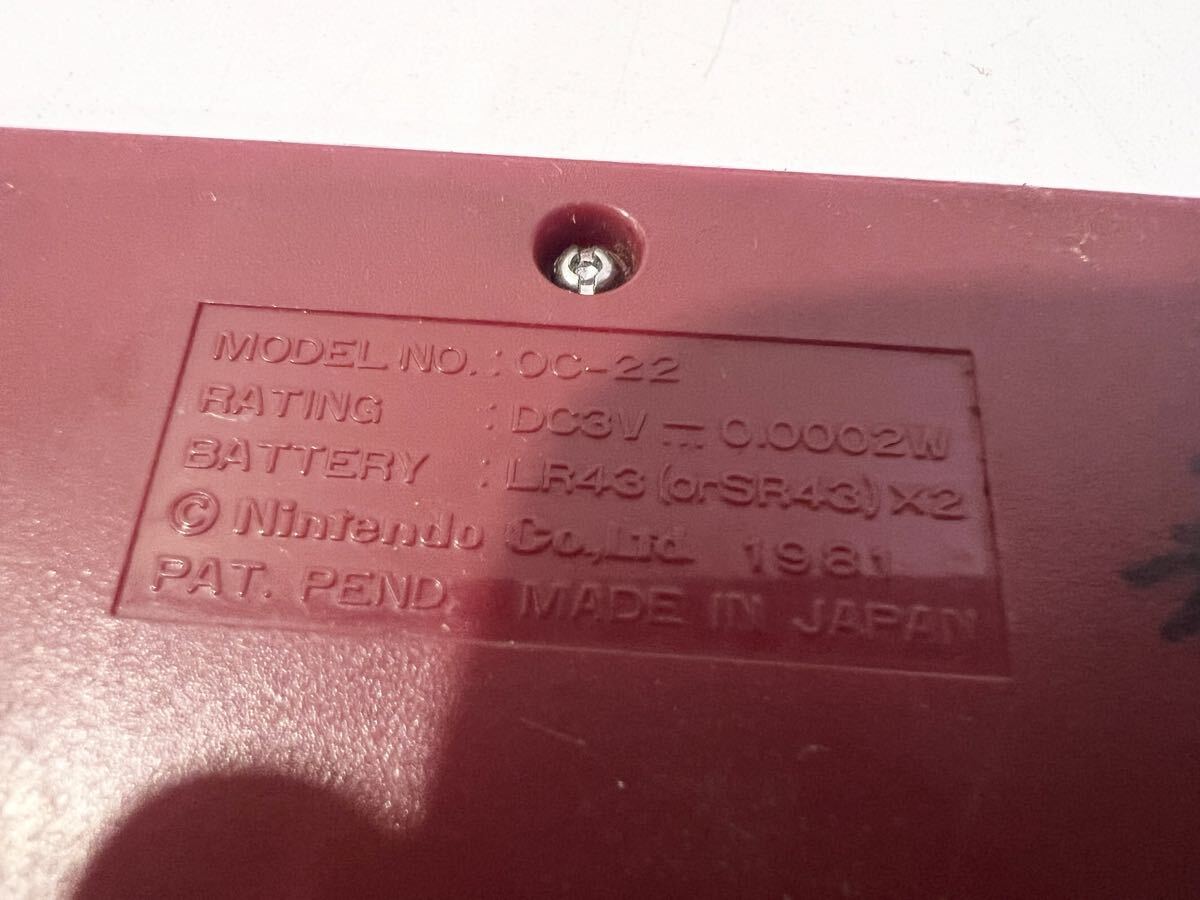 MODEL NO. : OC-22
RATING : DC3V ⎓ 0.0002W
BATTERY : LR43 (or SR43) X2
© Nintendo Co.,Ltd. 1981
PAT. PEND. MADE IN JAPAN